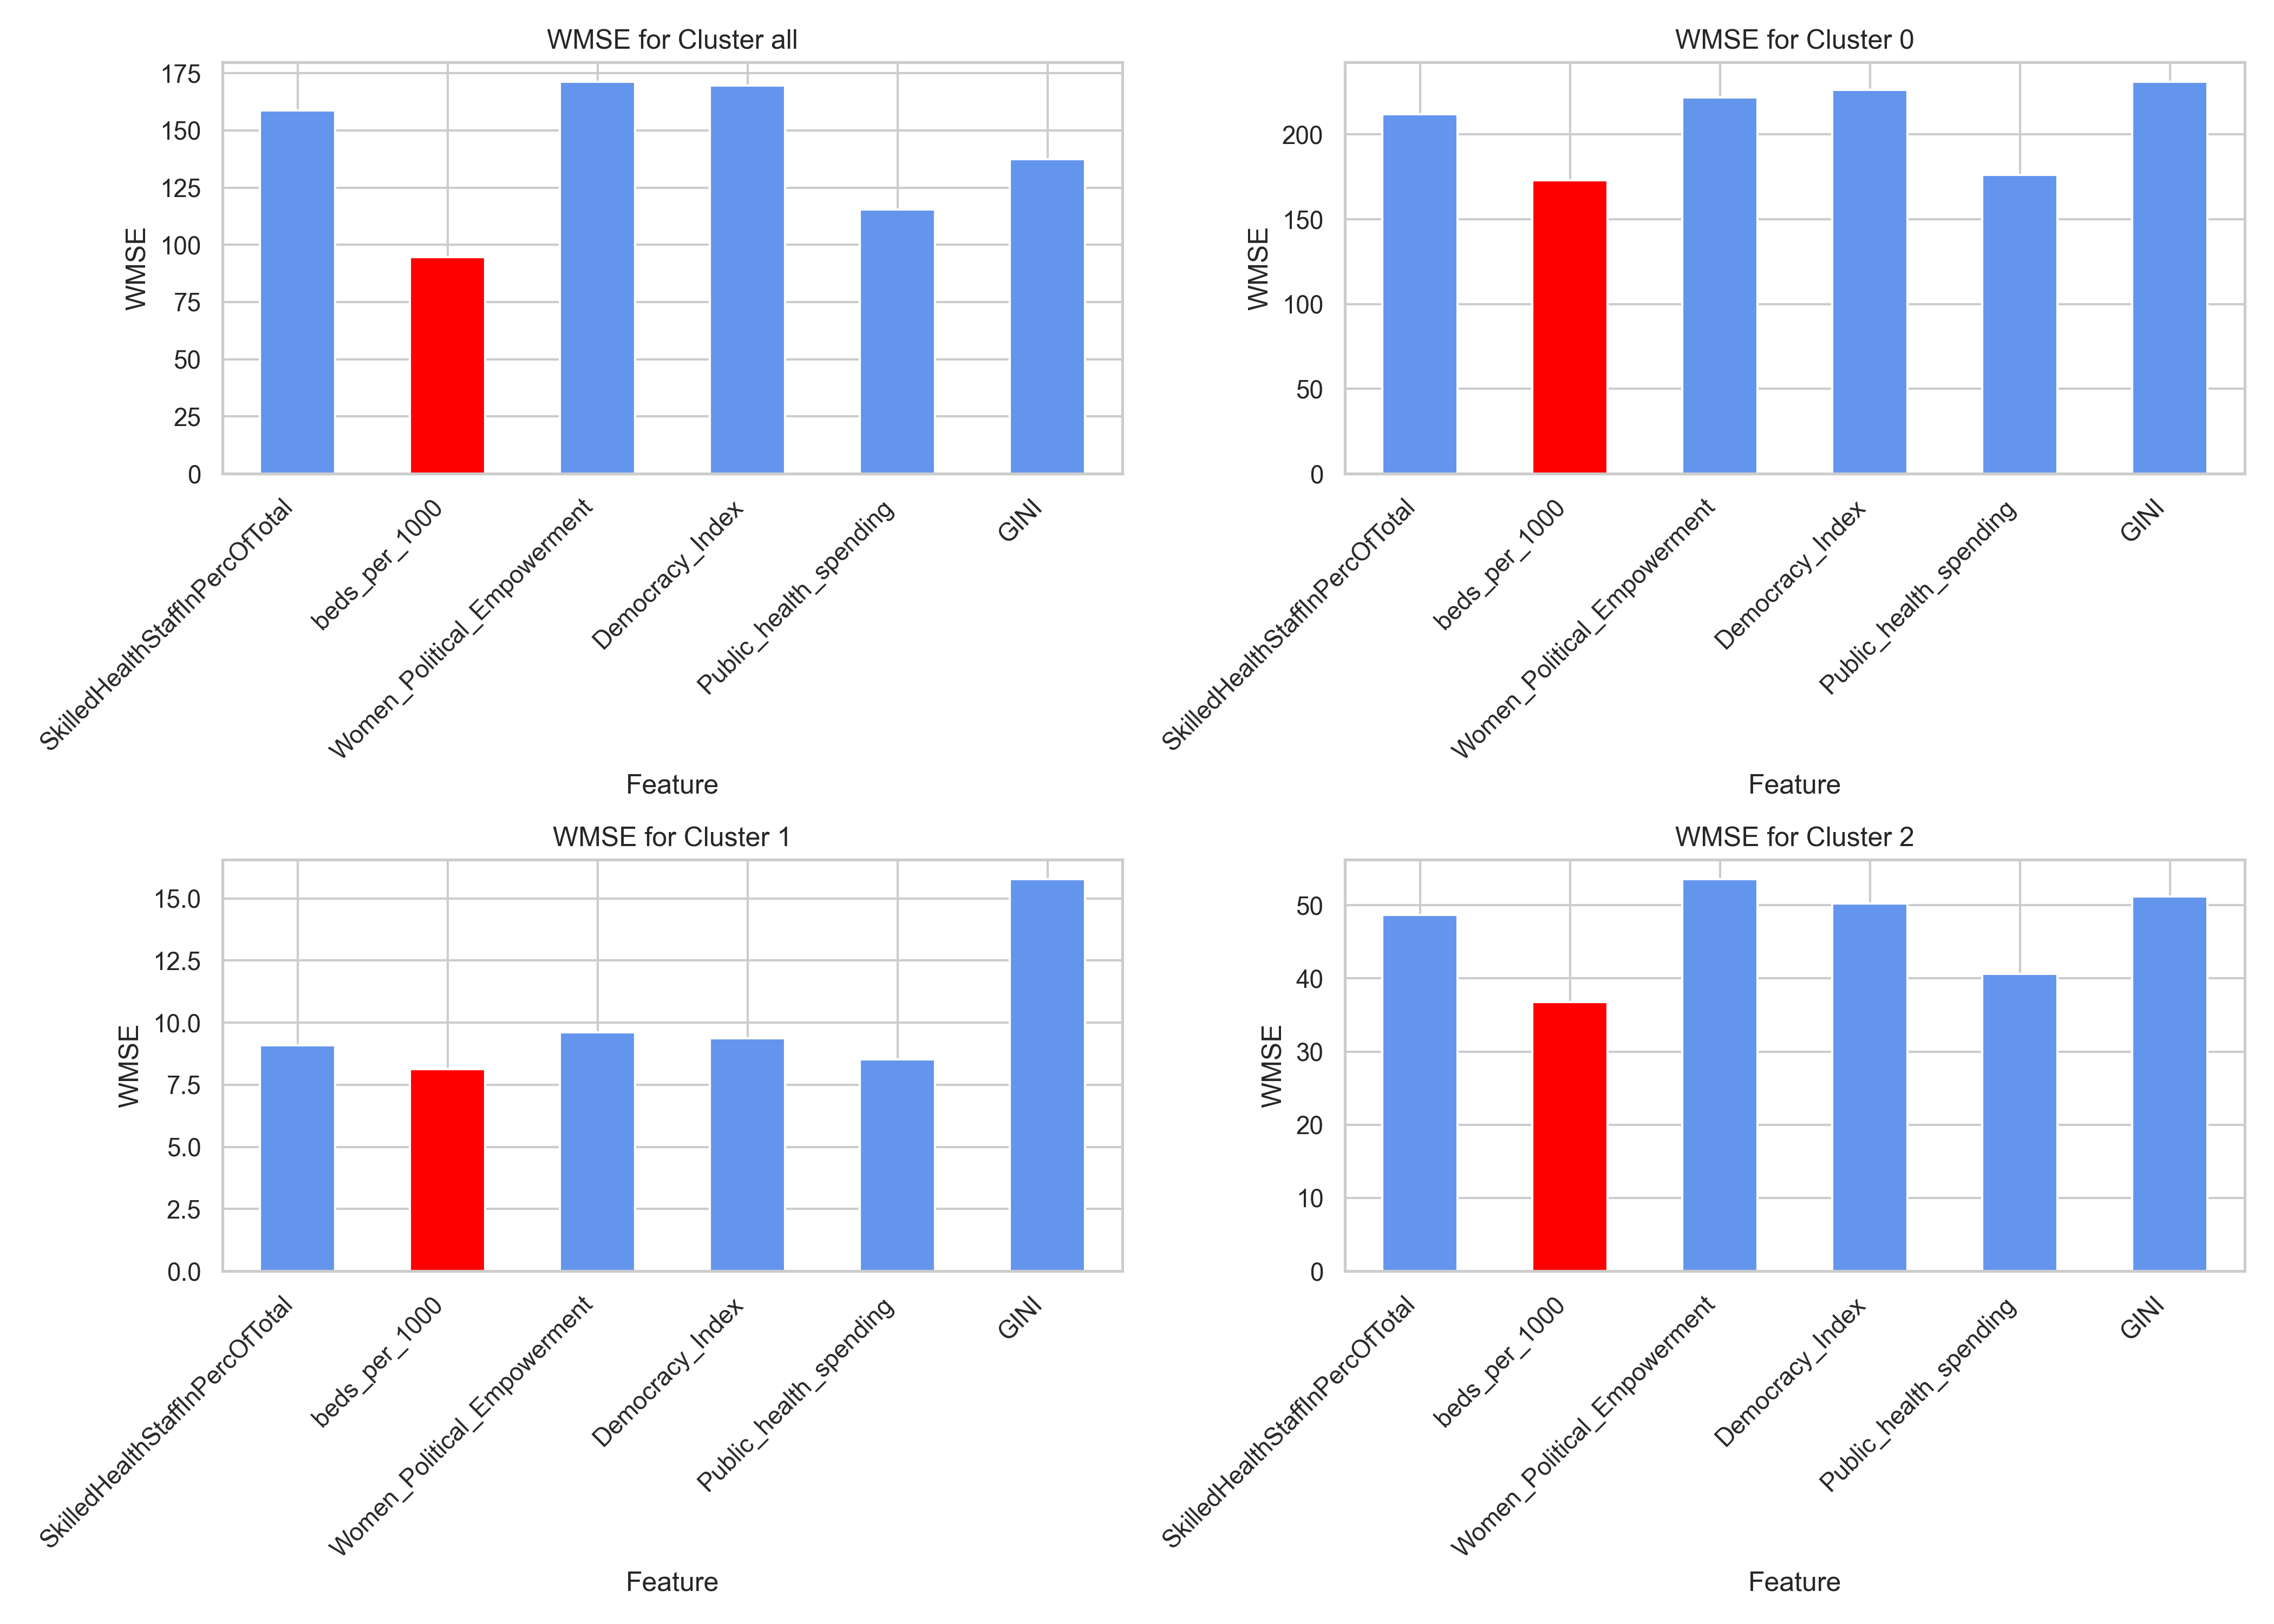 WMSE for Cluster all
175
150
125
100
75
50
25
0
WMSE
SkilledHealthStaffInPercOfTotal
beds_per_1000
Women_Political_Empowerment
Democracy_Index
Public_health_spending
GINI
Feature
WMSE for Cluster 0
200
150
100
50
0
WMSE
SkilledHealthStaffInPercOfTotal
beds_per_1000
Women_Political_Empowerment
Democracy_Index
Public_health_spending
GINI
Feature
WMSE for Cluster 1
15.0
12.5
10.0
7.5
5.0
2.5
0.0
WMSE
SkilledHealthStaffInPercOfTotal
beds_per_1000
Women_Political_Empowerment
Democracy_Index
Public_health_spending
GINI
Feature
WMSE for Cluster 2
50
40
30
20
10
0
WMSE
SkilledHealthStaffInPercOfTotal
beds_per_1000
Women_Political_Empowerment
Democracy_Index
Public_health_spending
GINI
Feature